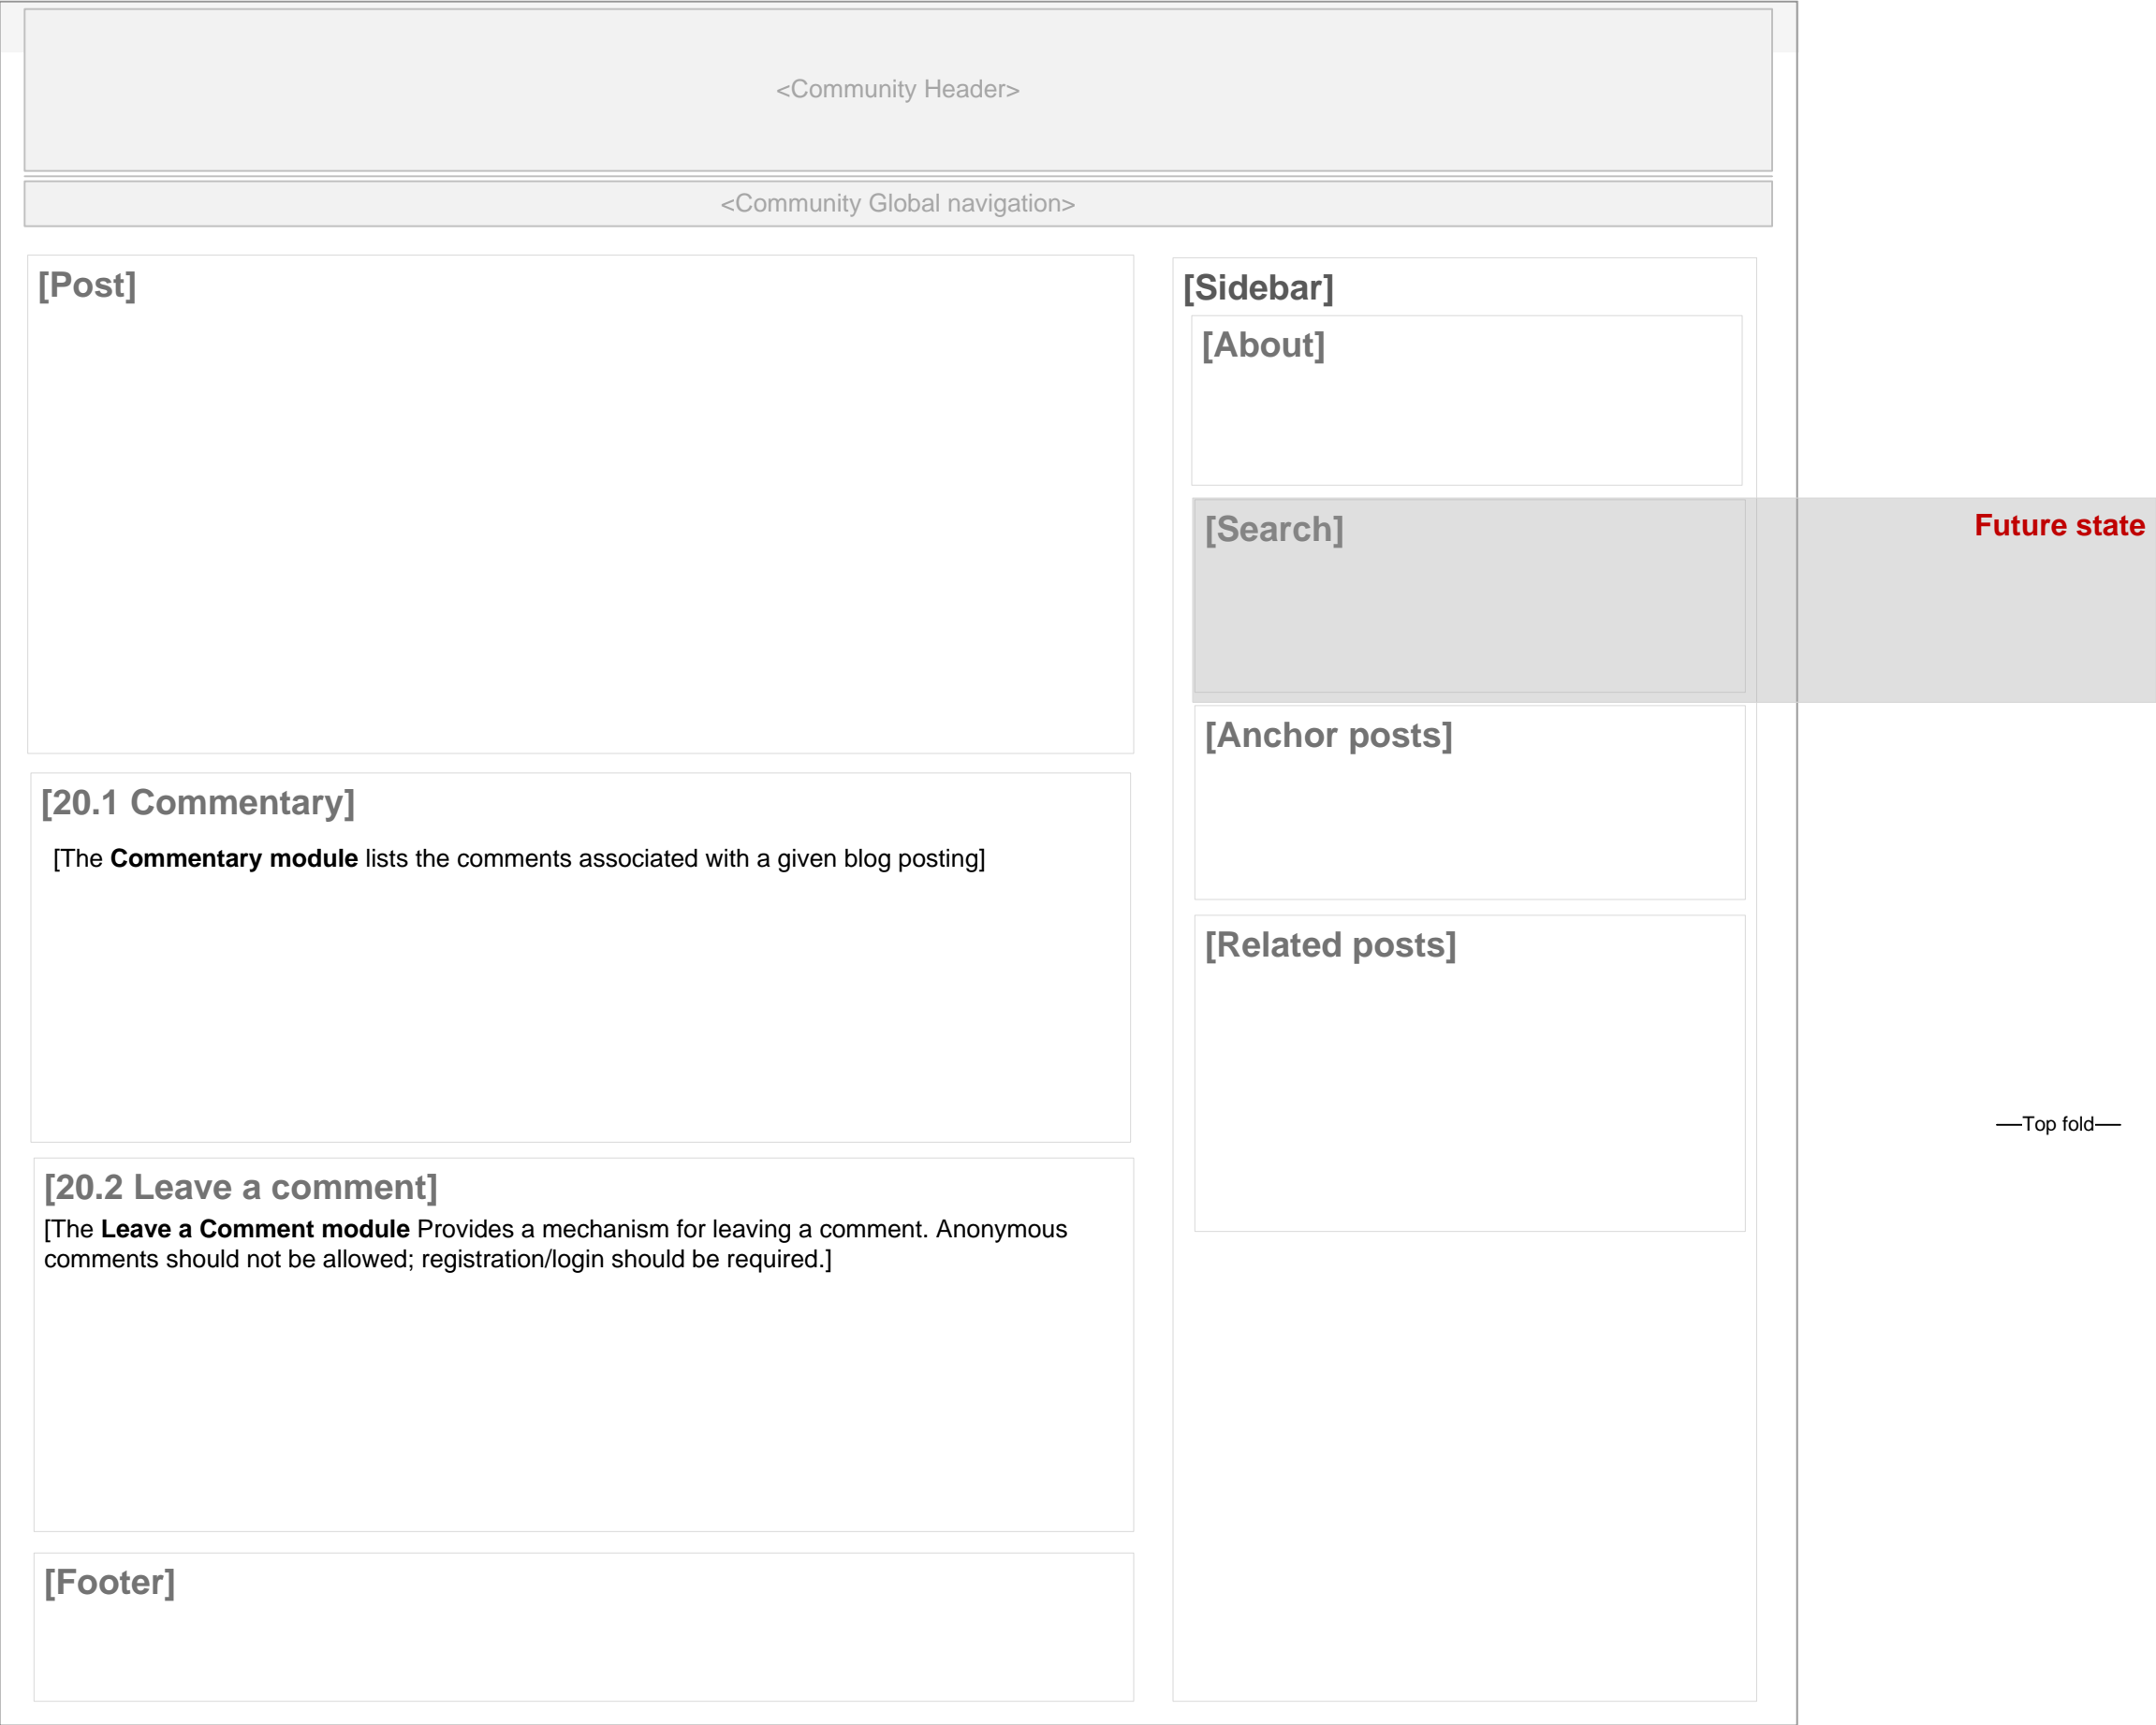 <Community Header>
<Community Global navigation>
[Post]
[20.1 Commentary]
[The Commentary module lists the comments associated with a given blog posting]
[20.2 Leave a comment]
[The Leave a Comment module Provides a mechanism for leaving a comment. Anonymous
comments should not be allowed; registration/login should be required.]
[Footer]
[Sidebar]
[About]
[Search]
Future state
[Anchor posts]
[Related posts]
—Top fold—